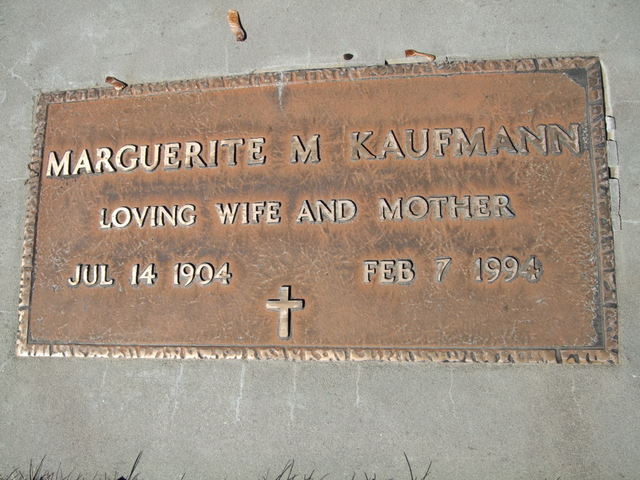 MARGUERITE M KAUFMANN
LOVING WIFE AND MOTHER
JUL 14 1904 FEB 7 1994